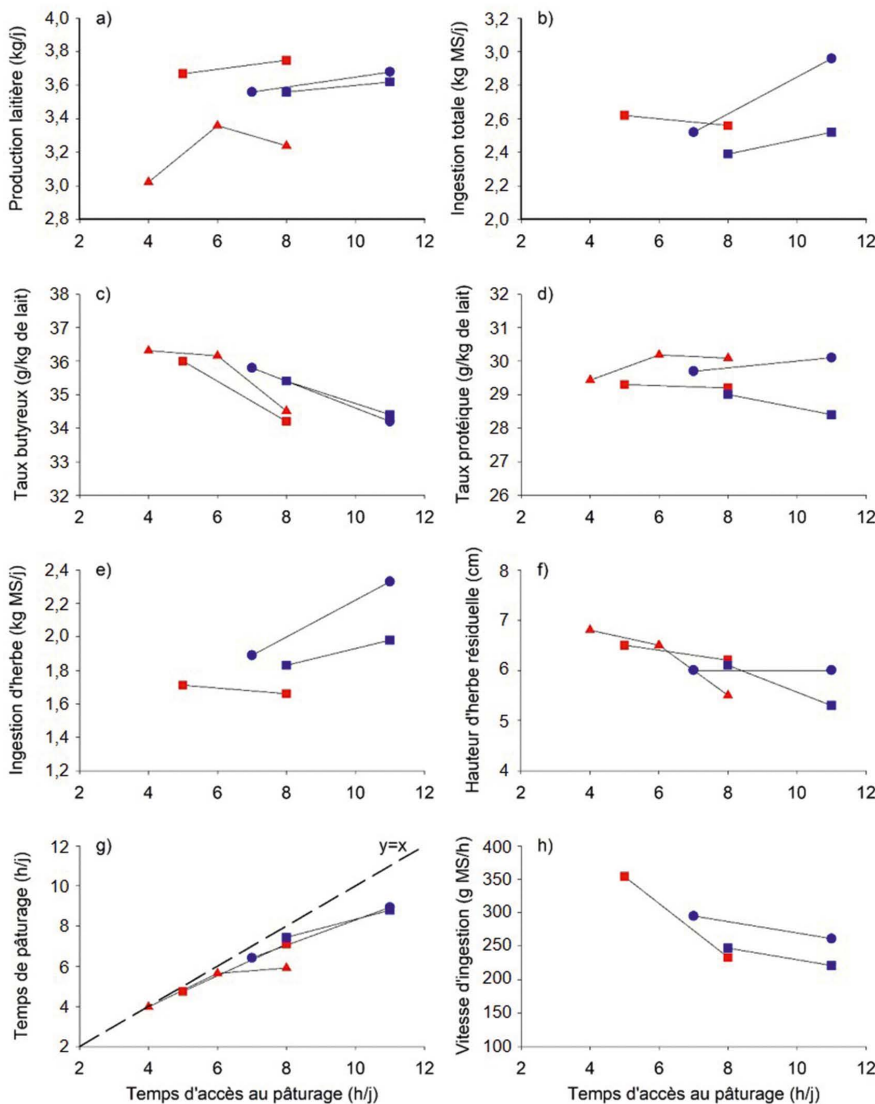 a)
Production laitière (kg/j)
4,0
3,8
3,6
3,4
3,2
3,0
2,8
2 4 6 8 10 12
b)
Ingestion totale (kg MS/j)
3,2
3,0
2,8
2,6
2,4
2,2
2,0
2 4 6 8 10 12
c)
Taux butyreux (g/kg de lait)
38
37
36
35
34
33
32
2 4 6 8 10 12
d)
Taux protéique (g/kg de lait)
32
31
30
29
28
27
26
2 4 6 8 10 12
e)
Ingestion d'herbe (kg MS/j)
2,4
2,2
2,0
1,8
1,6
1,4
1,2
2 4 6 8 10 12
f)
Hauteur d'herbe résiduelle (cm)
8
7
6
5
4
2 4 6 8 10 12
g)
y=x
Temps de pâturage (h/j)
12
10
8
6
4
2
2 4 6 8 10 12
Temps d'accès au pâturage (h/j)
h)
Vitesse d'ingestion (g MS/h)
400
350
300
250
200
150
100
2 4 6 8 10 12
Temps d'accès au pâturage (h/j)